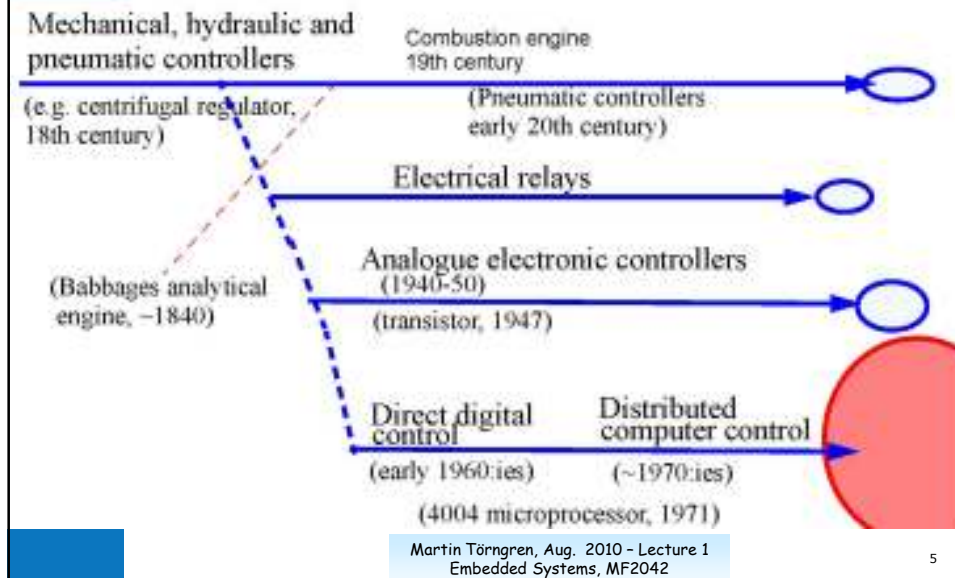 Mechanical, hydraulic and
pneumatic controllers
Combustion engine
19th century
(e.g. centrifugal regulator,
18th century)
(Pneumatic controllers
early 20th century)
Electrical relays
(Babbages analytical
engine, ~1840)
Analogue electronic controllers
(1940-50)
(transistor, 1947)
Direct digital
control
Distributed
computer control
(early 1960:ies)
(~1970:ies)
(4004 microprocessor, 1971)
Martin Törngren, Aug. 2010 – Lecture 1
Embedded Systems, MF2042
5